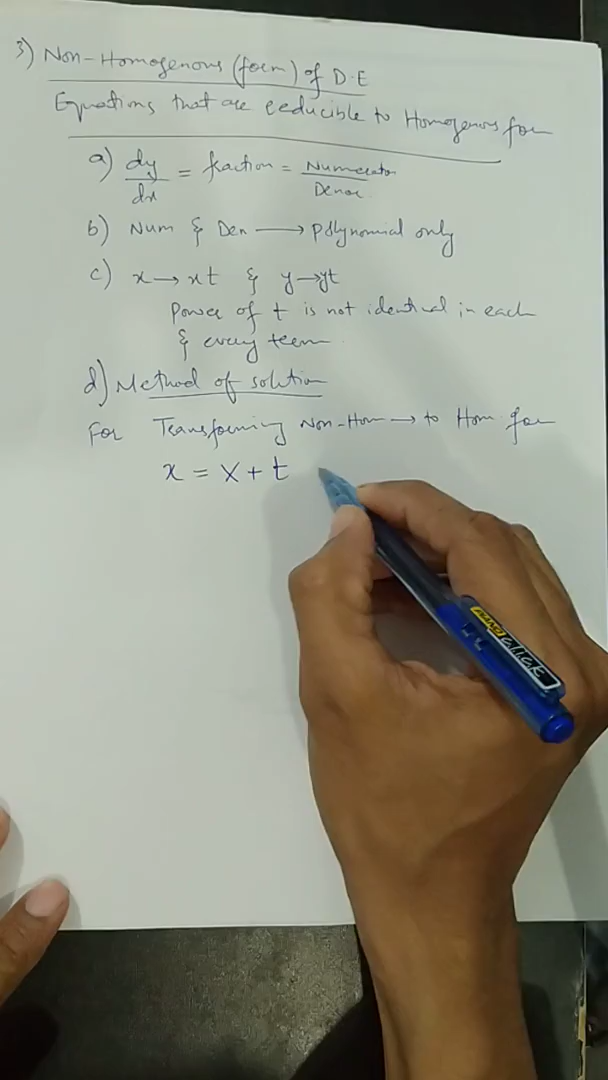 3) Non-Homogenous (form) of D.E
Equations that are reducible to Homogenous form
a) dy/dx = fraction = Numerator/Denor
b) Num & Den → Polynomial only
c) x → xt & y → yt
Power of t is not identical in each
& every term
d) Method of solution
For Transforming Non-Hom → to Hom. for
x = X + t
click